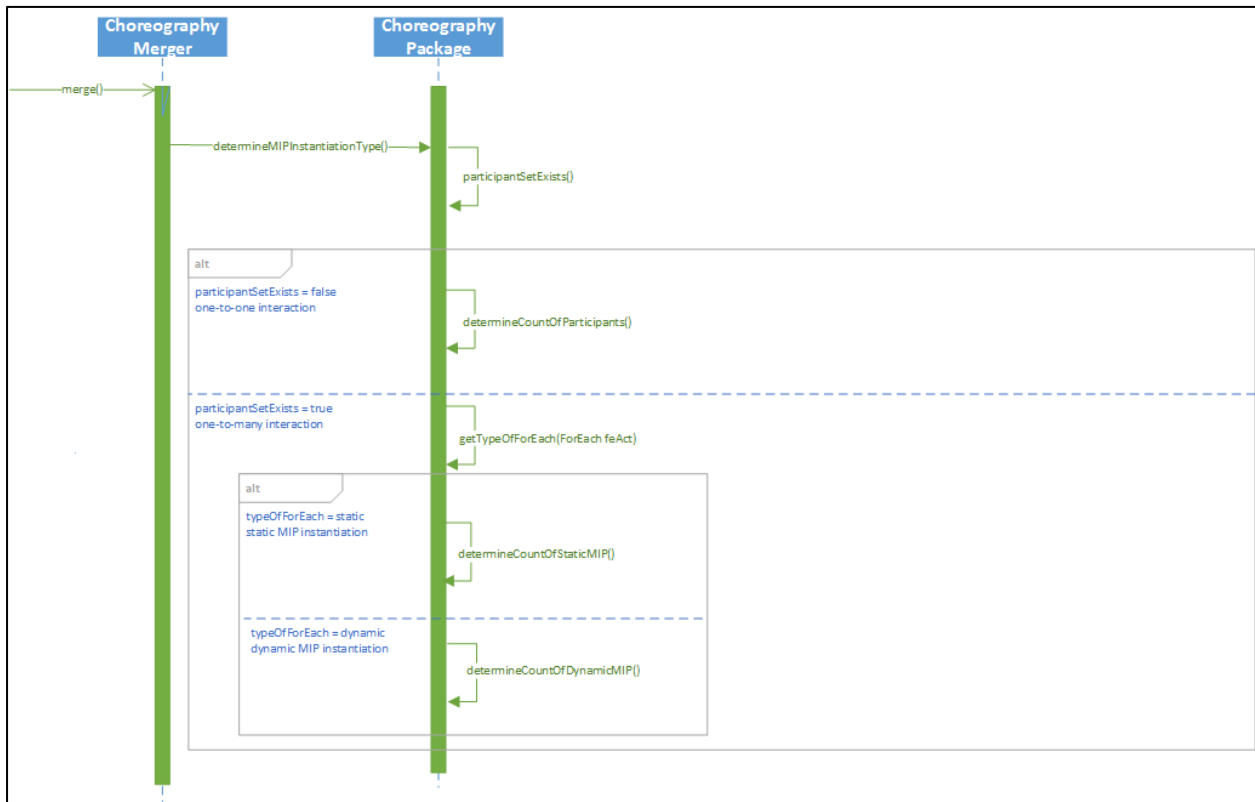 Choreography
Merger
Choreography
Package
merge()
determineMIPInstantiationType()
participantSetExists()
alt
participantSetExists = false
one-to-one interaction
determineCountOfParticipants()
participantSetExists = true
one-to-many interaction
getTypeOfForEach(ForEach feAct)
alt
typeOfForEach = static
static MIP instantiation
determineCountOfStaticMIP()
typeOfForEach = dynamic
dynamic MIP instantiation
determineCountOfDynamicMIP()